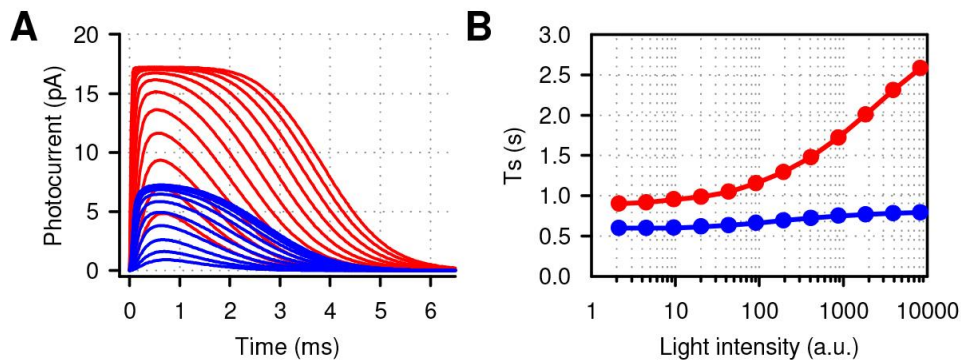 A
Photocurrent (pA)
20
15
10
5
0
0 1 2 3 4 5 6
Time (ms)
B
Ts (s)
3.0
2.5
2.0
1.5
1.0
0.5
0.0
1 10 100 1000 10000
Light intensity (a.u.)